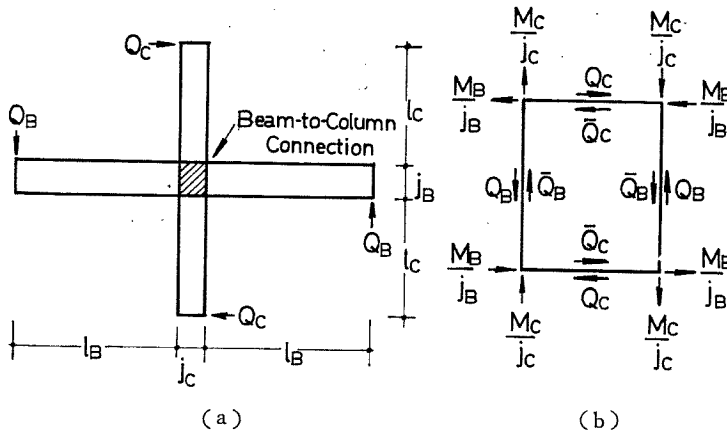 Q_C
l_C
Q_B
Beam-to-Column
Connection
j_B
Q_B
l_C
Q_C
l_B
j_C
l_B
(a)
M_C
j_C
M_C
j_C
M_B
j_B
Q_C
Q̄_C
M_B
j_B
Q_B
Q̄_B
Q̄_B
Q_B
M_B
j_B
Q̄_C
Q_C
M_B
j_B
M_C
j_C
M_C
j_C
(b)